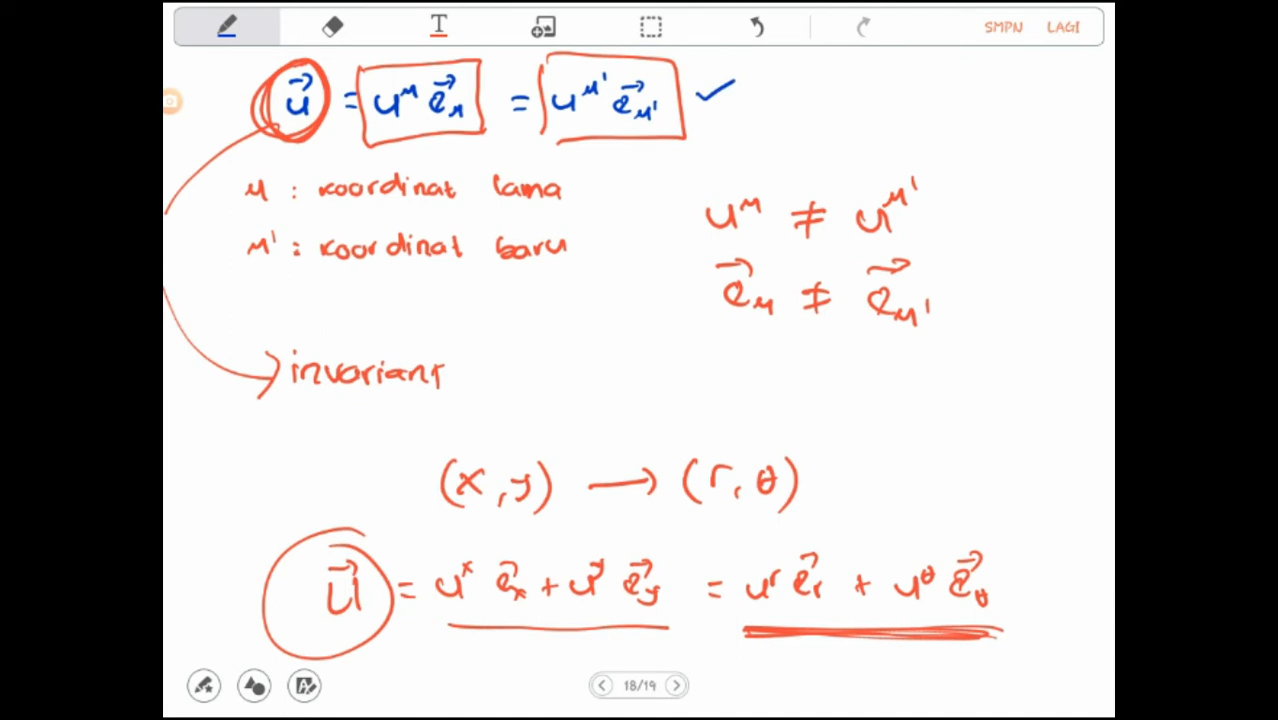 T SMPN LAGI
u⃗ = u^μ e⃗_μ = u^μ' e⃗_μ' ✓
μ : koordinat lama
μ' : koordinat baru
u^μ ≠ u^μ'
e⃗_μ ≠ e⃗_μ'
invariant
(x,y) → (r,θ)
u⃗ = u^x e⃗_x + u^y e⃗_y = u^r e⃗_r + u^θ e⃗_θ
18/19